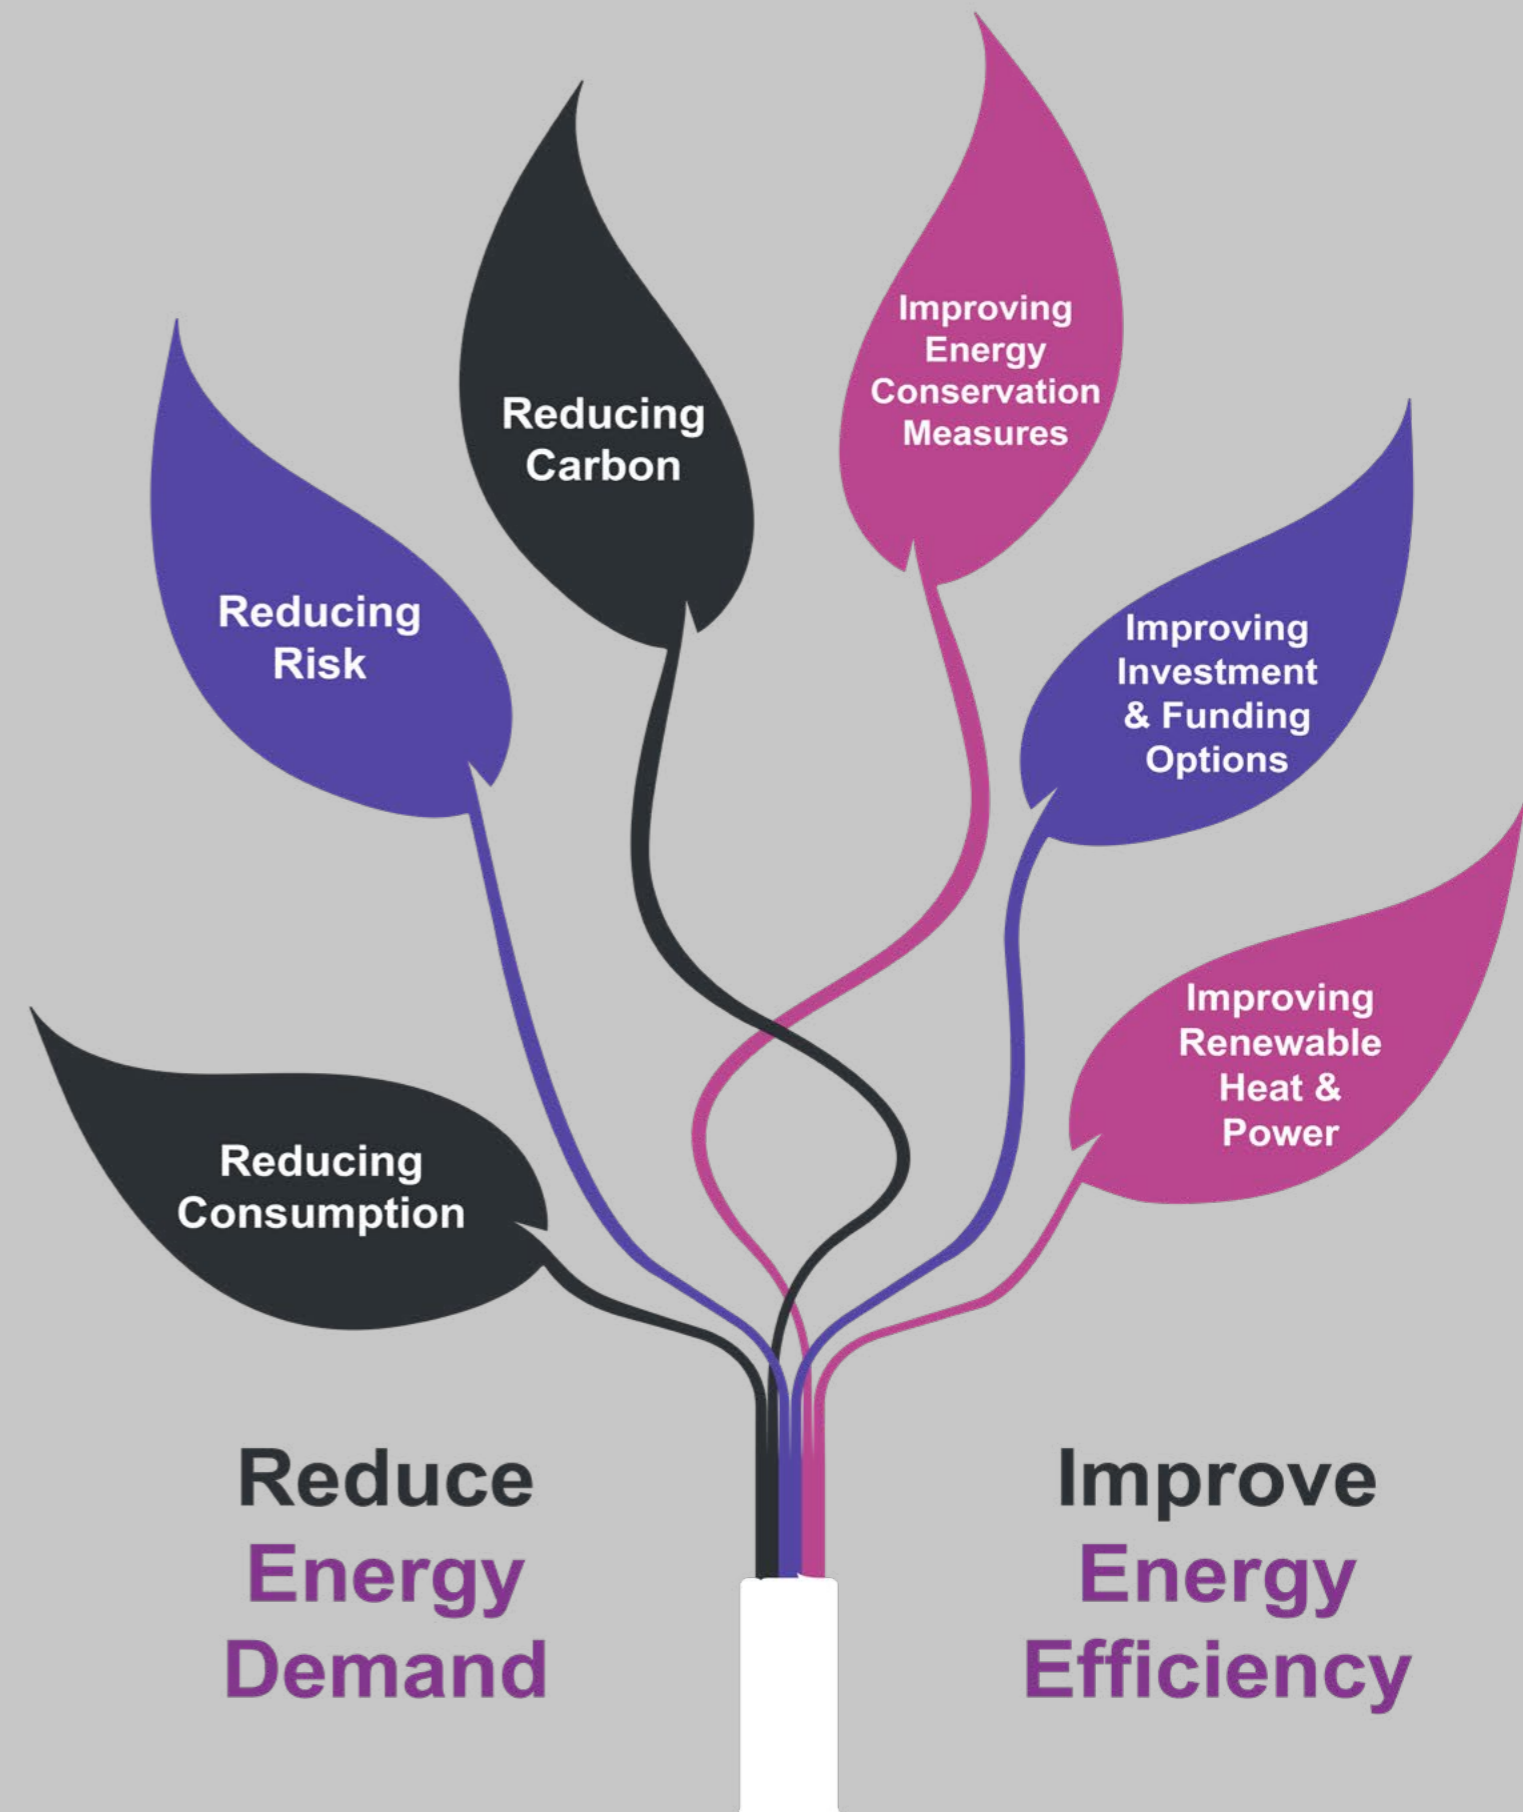 Improving
Energy
Conservation
Measures
Reducing
Carbon
Reducing
Risk
Improving
Investment
& Funding
Options
Improving
Renewable
Heat &
Power
Reducing
Consumption
Reduce
Energy
Demand
Improve
Energy
Efficiency